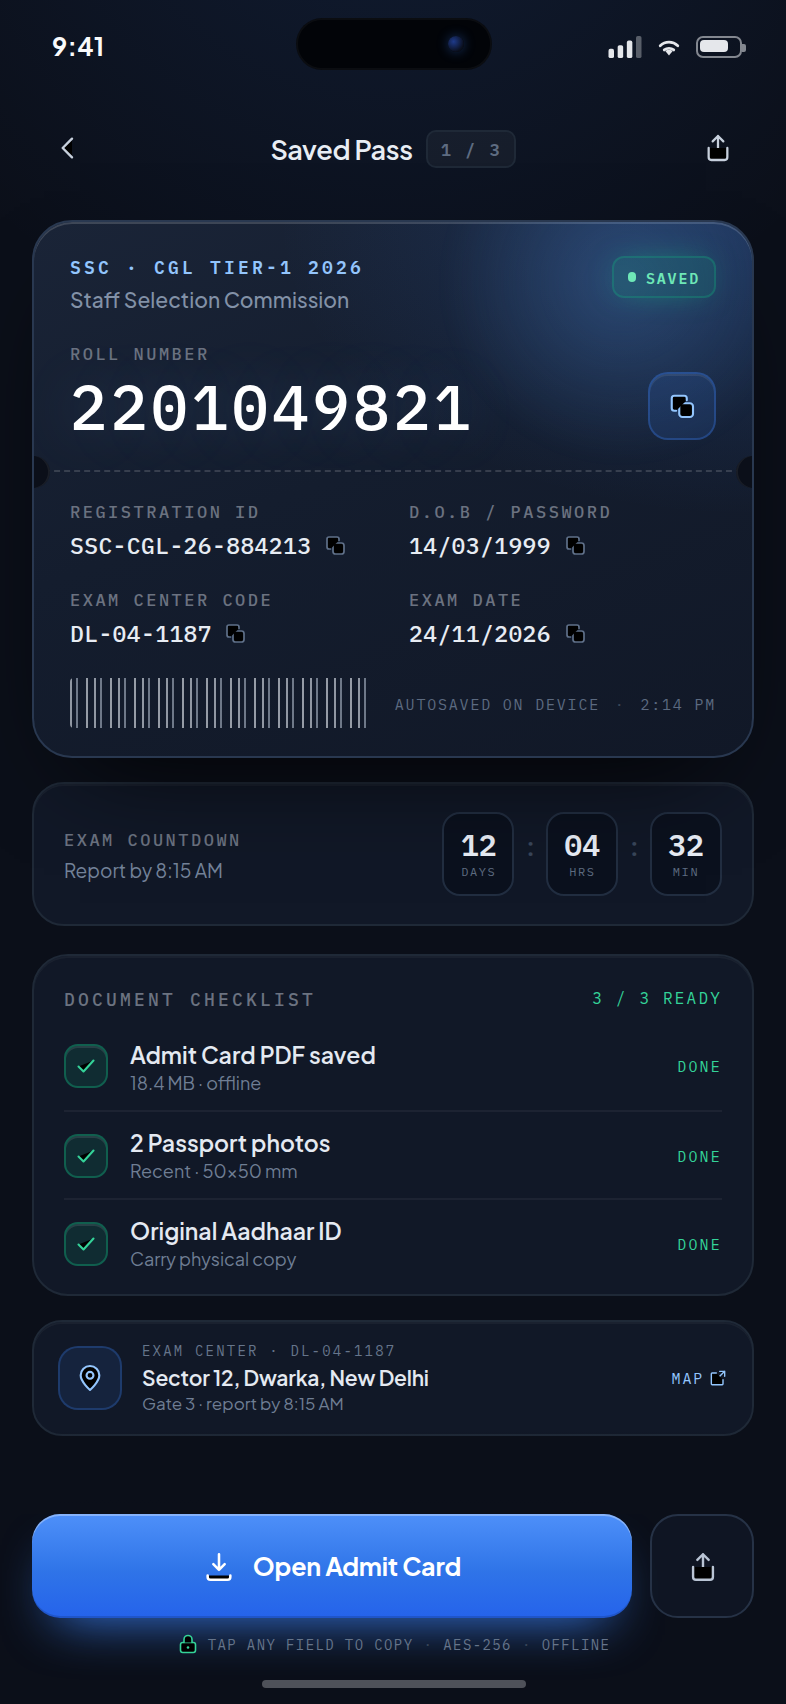 9:41
Saved Pass 1 / 3
SSC · CGL TIER-1 2026
SAVED
Staff Selection Commission
ROLL NUMBER
2201049821
REGISTRATION ID D.O.B / PASSWORD
SSC-CGL-26-884213 14/03/1999
EXAM CENTER CODE EXAM DATE
DL-04-1187 24/11/2026
AUTOSAVED ON DEVICE · 2:14 PM
EXAM COUNTDOWN
Report by 8:15 AM
12 : 04 : 32
DAYS HRS MIN
DOCUMENT CHECKLIST 3 / 3 READY
Admit Card PDF saved
18.4 MB · offline
DONE
2 Passport photos
Recent · 50×50 mm
DONE
Original Aadhaar ID
Carry physical copy
DONE
EXAM CENTER · DL-04-1187
Sector 12, Dwarka, New Delhi
Gate 3 · report by 8:15 AM
MAP
Open Admit Card
TAP ANY FIELD TO COPY · AES-256 · OFFLINE